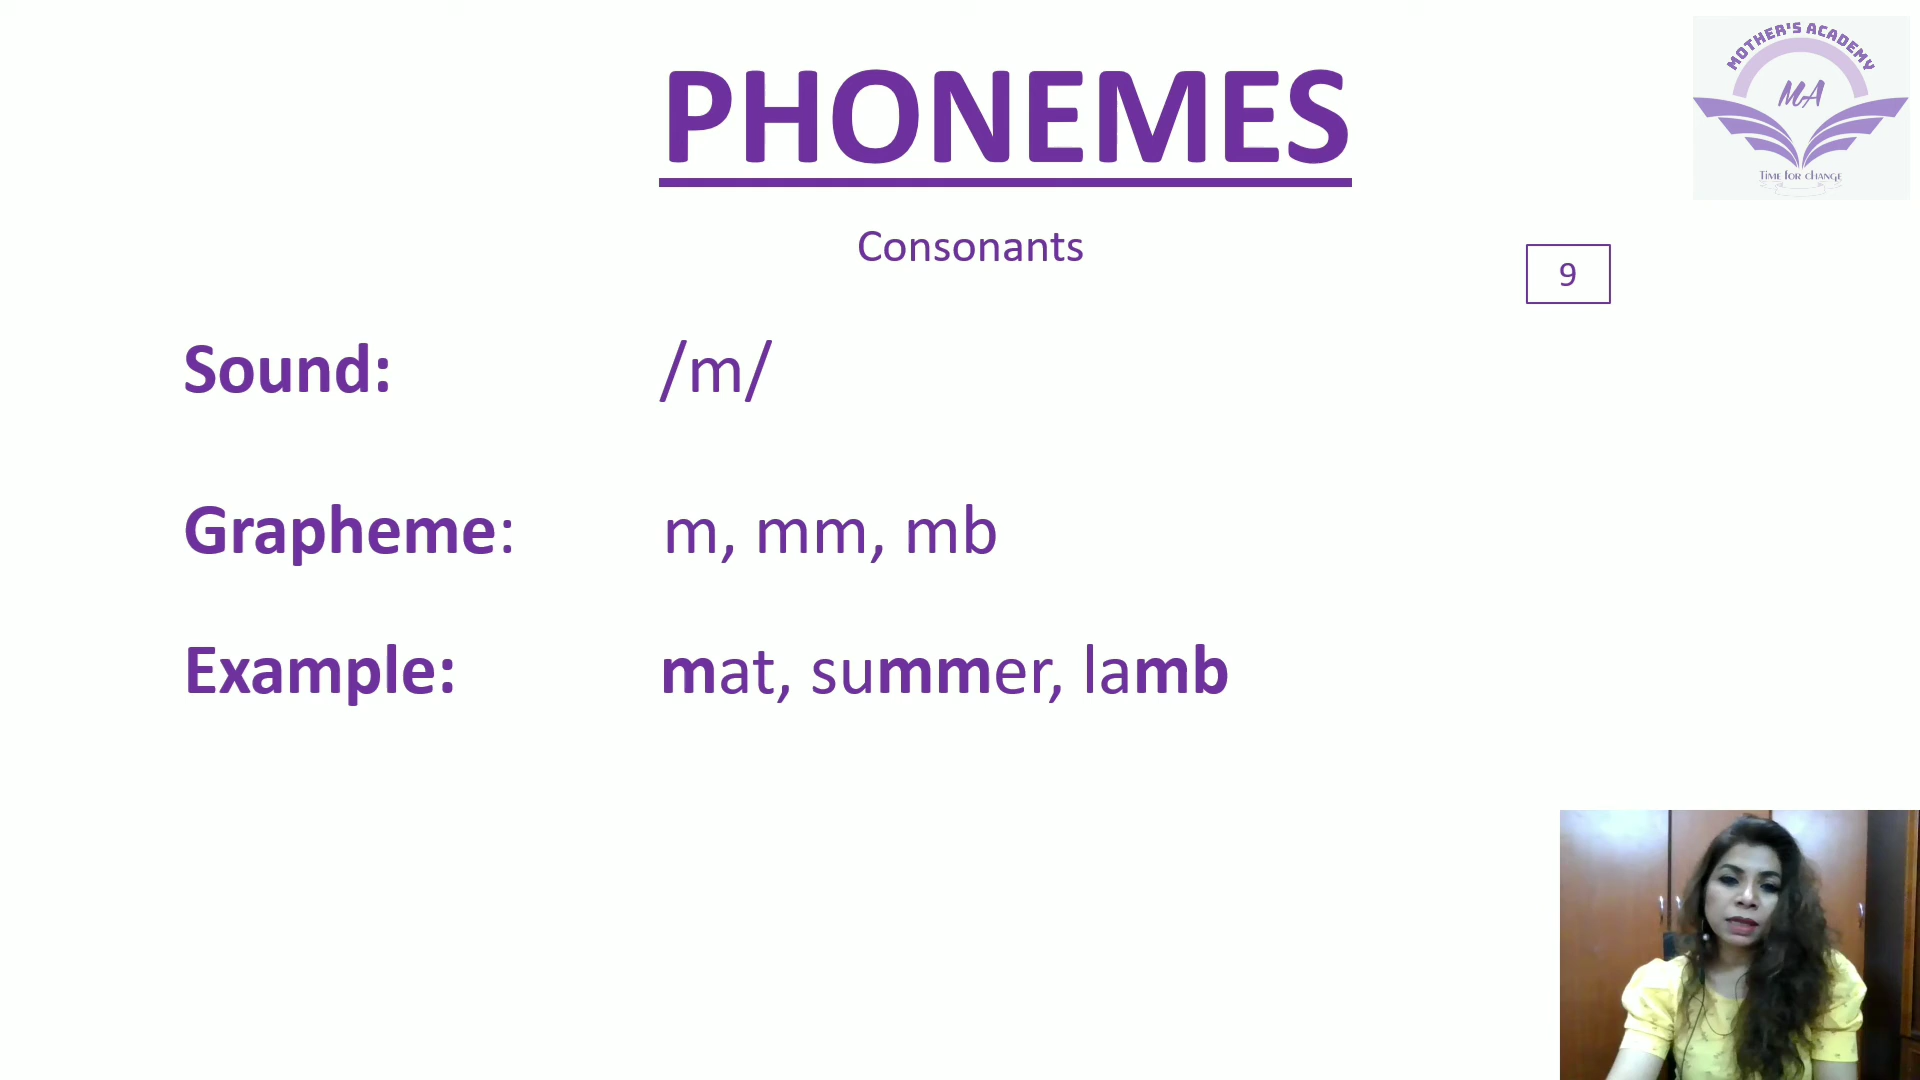 MOTHER'S ACADEMY
MA
TIME FOR CHANGE
PHONEMES
Consonants
9
Sound: /m/
Grapheme: m, mm, mb
Example: mat, summer, lamb